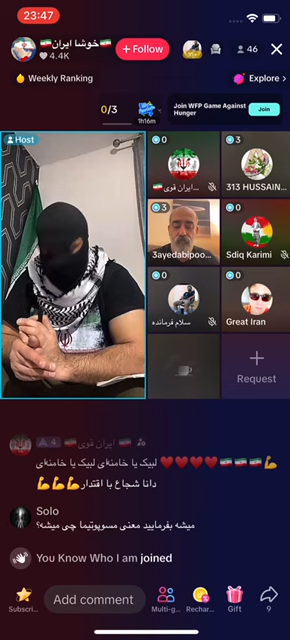 23:47
🇮🇷خوشا ایران🇮🇷
4.4K
+ Follow
46
Weekly Ranking
Explore >
0/3
1h16m
Join WFP Game Against Hunger
Join
Host
0
ایران قوی...🇮🇷
3
313 HUSSAIN...
3
3ayedabipoo...
0
Sdiq Karimi
0
سلام فرمانده
0
Great Iran
Request
4
🇮🇷 ایران قوی🇮🇷
لبیک یا خامنه‌ای لبیک یا خامنه‌ای ❤️❤️❤️❤️🇮🇷🇮🇷🇮🇷💪
دانا شجاع با اقتدار💪💪💪💪
Solo
میشه بفرمایید معنی مسوپوتیما چی میشه؟
You Know Who I am joined
Add comment
Subscri...
Multi-g...
Rechar...
Gift
9